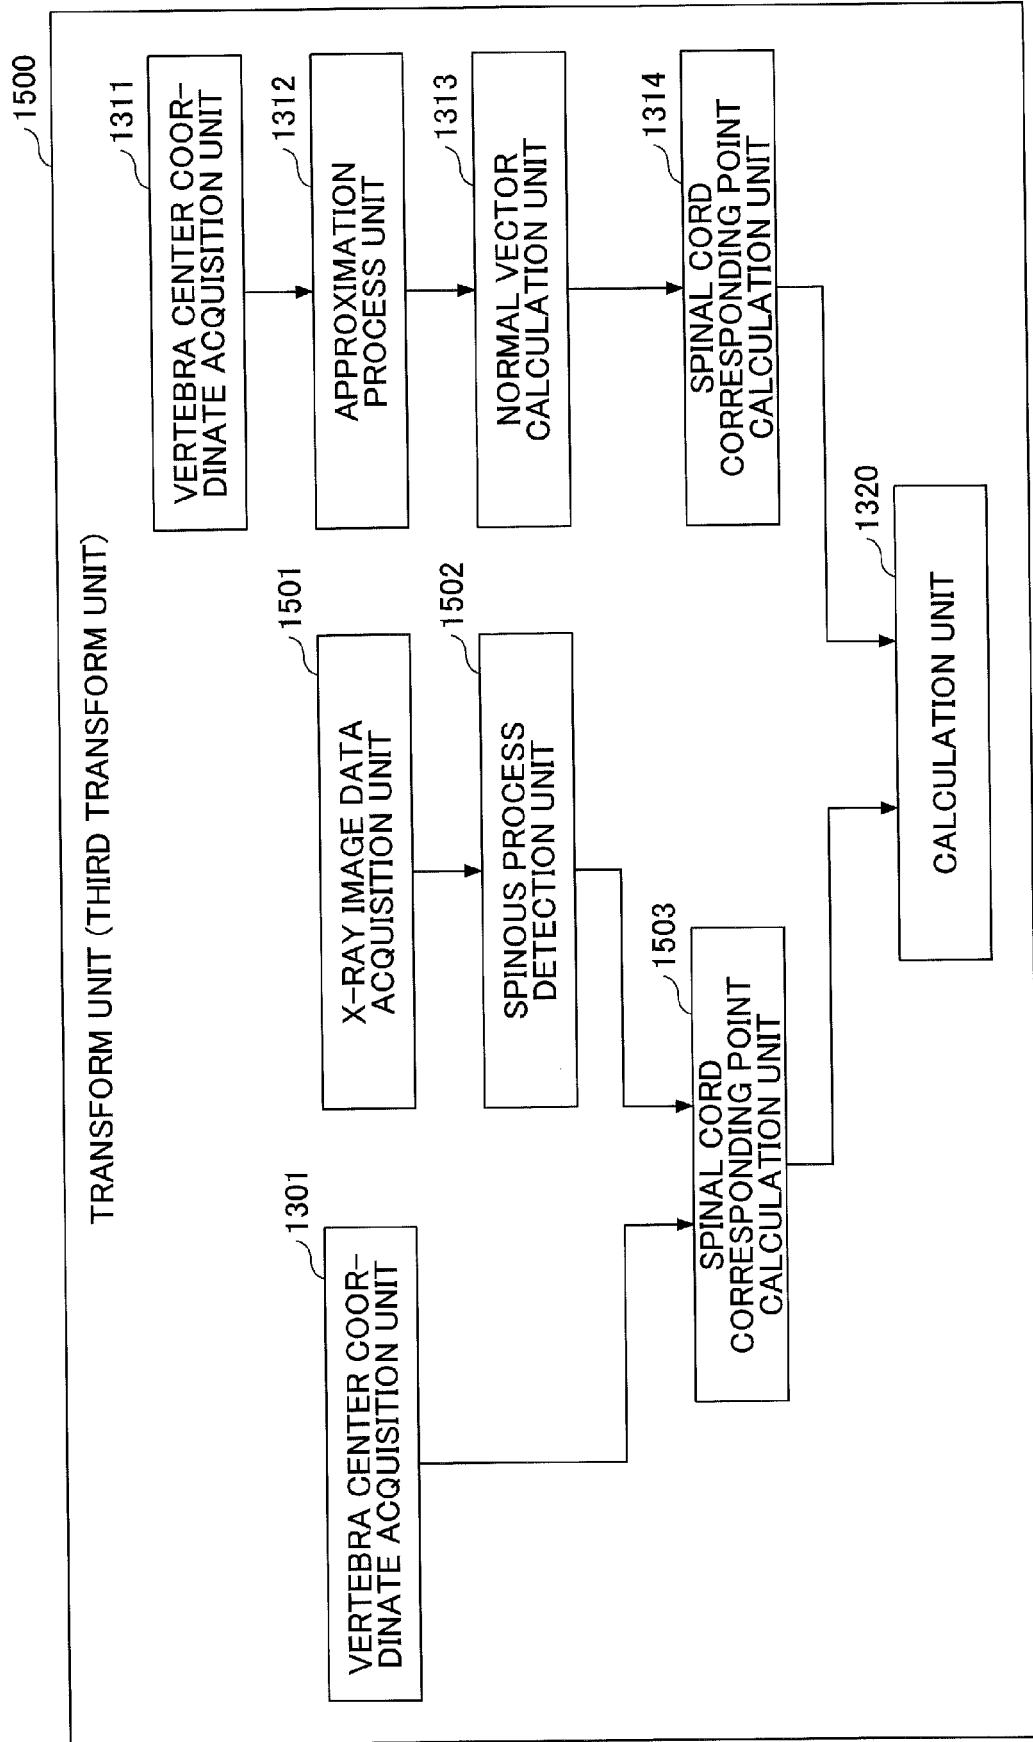 1500
TRANSFORM UNIT (THIRD TRANSFORM UNIT)
1311
VERTEBRA CENTER COOR-
DINATE ACQUISITION UNIT
1501
X-RAY IMAGE DATA
ACQUISITION UNIT
1312
APPROXIMATION
PROCESS UNIT
1301
VERTEBRA CENTER COOR-
DINATE ACQUISITION UNIT
1502
SPINOUS PROCESS
DETECTION UNIT
1313
NORMAL VECTOR
CALCULATION UNIT
1503
SPINAL CORD
CORRESPONDING POINT
CALCULATION UNIT
1314
SPINAL CORD
CORRESPONDING POINT
CALCULATION UNIT
1320
CALCULATION UNIT